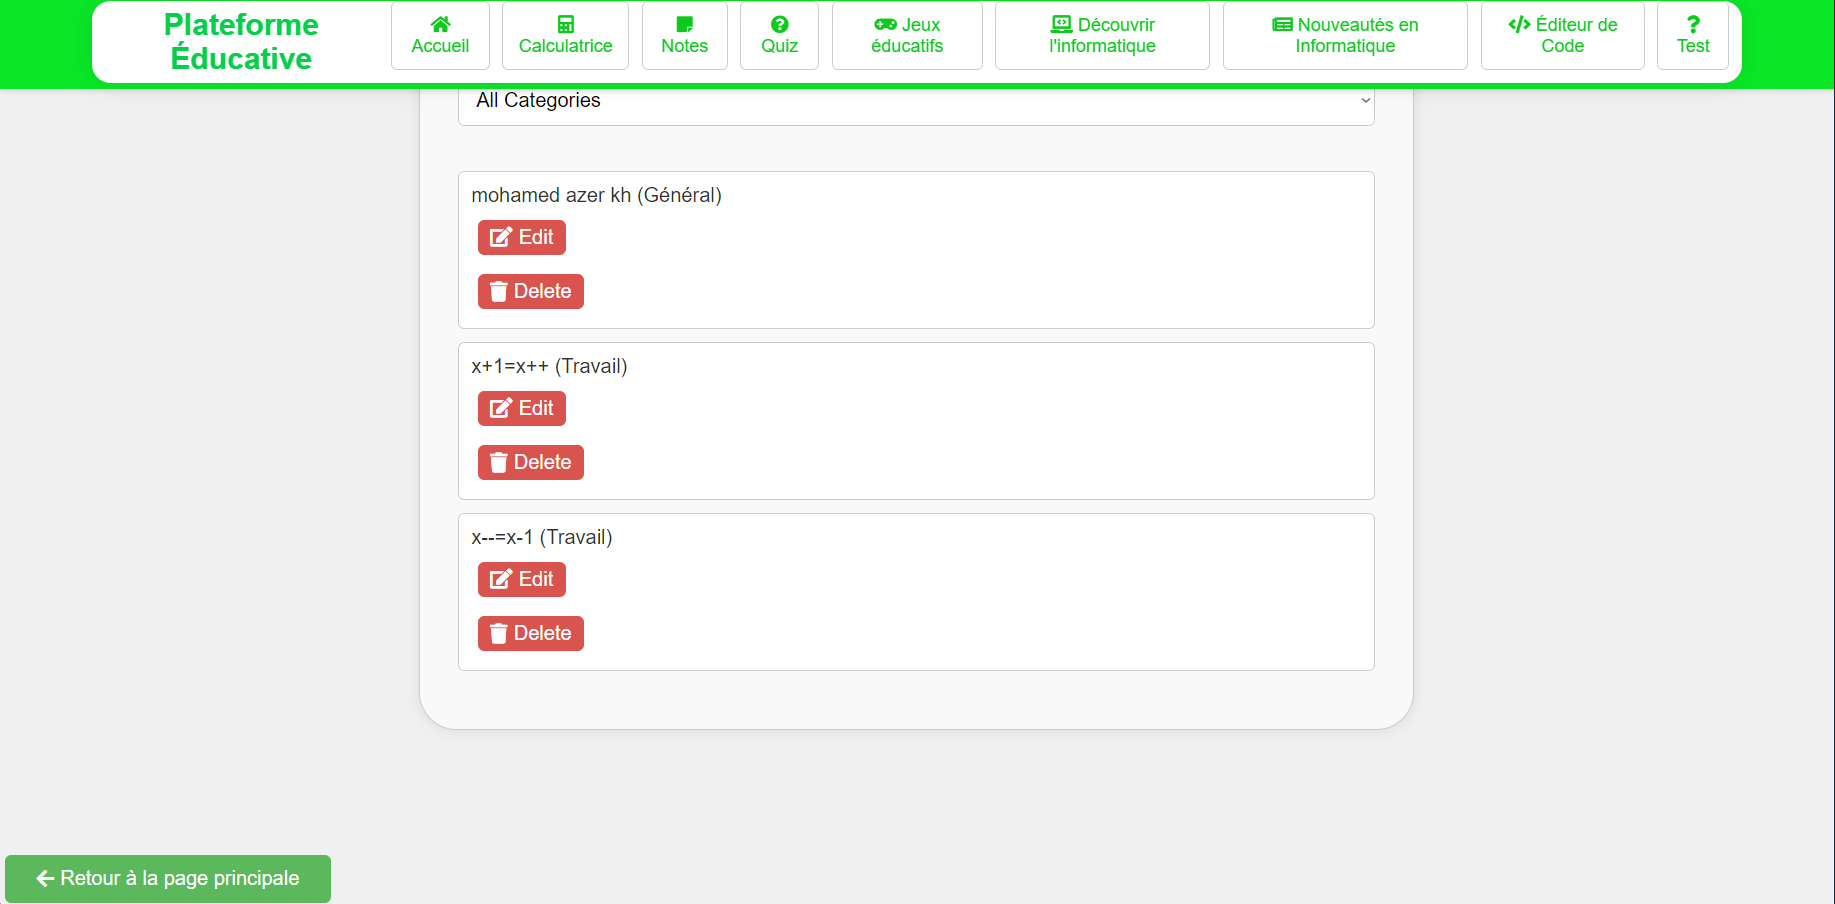 Plateforme
Éducative
Accueil
Calculatrice
Notes
Quiz
Jeux
éducatifs
Découvrir
l'informatique
Nouveautés en
Informatique
Éditeur de
Code
Test
All Categories
mohamed azer kh (Général)
Edit
Delete
x+1=x++ (Travail)
Edit
Delete
x--=x-1 (Travail)
Edit
Delete
Retour à la page principale